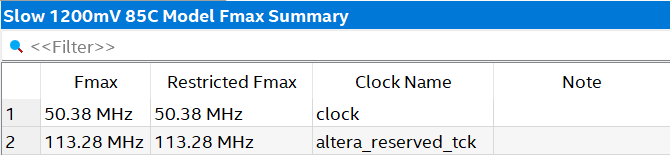 Slow 1200mV 85C Model Fmax Summary
<<Filter>>
Fmax Restricted Fmax Clock Name Note
1 50.38 MHz 50.38 MHz clock
2 113.28 MHz 113.28 MHz altera_reserved_tck